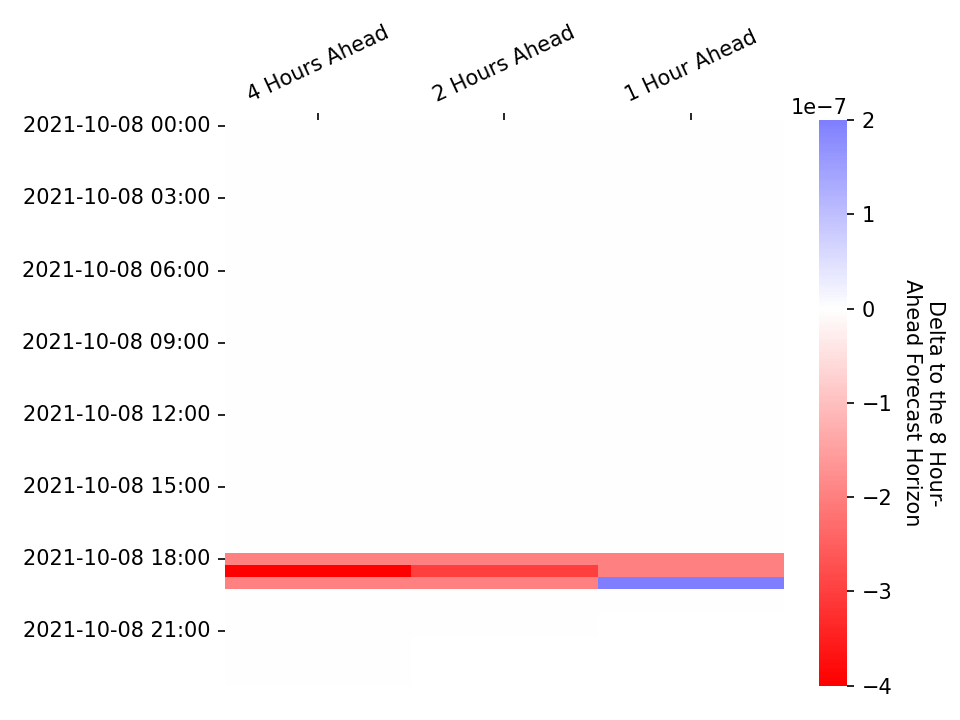 4 Hours Ahead
2 Hours Ahead
1 Hour Ahead
1e−7
2021-10-08 00:00
2021-10-08 03:00
2021-10-08 06:00
2021-10-08 09:00
2021-10-08 12:00
2021-10-08 15:00
2021-10-08 18:00
2021-10-08 21:00
2
1
0
−1
−2
−3
−4
Delta to the 8 Hour-
Ahead Forecast Horizon